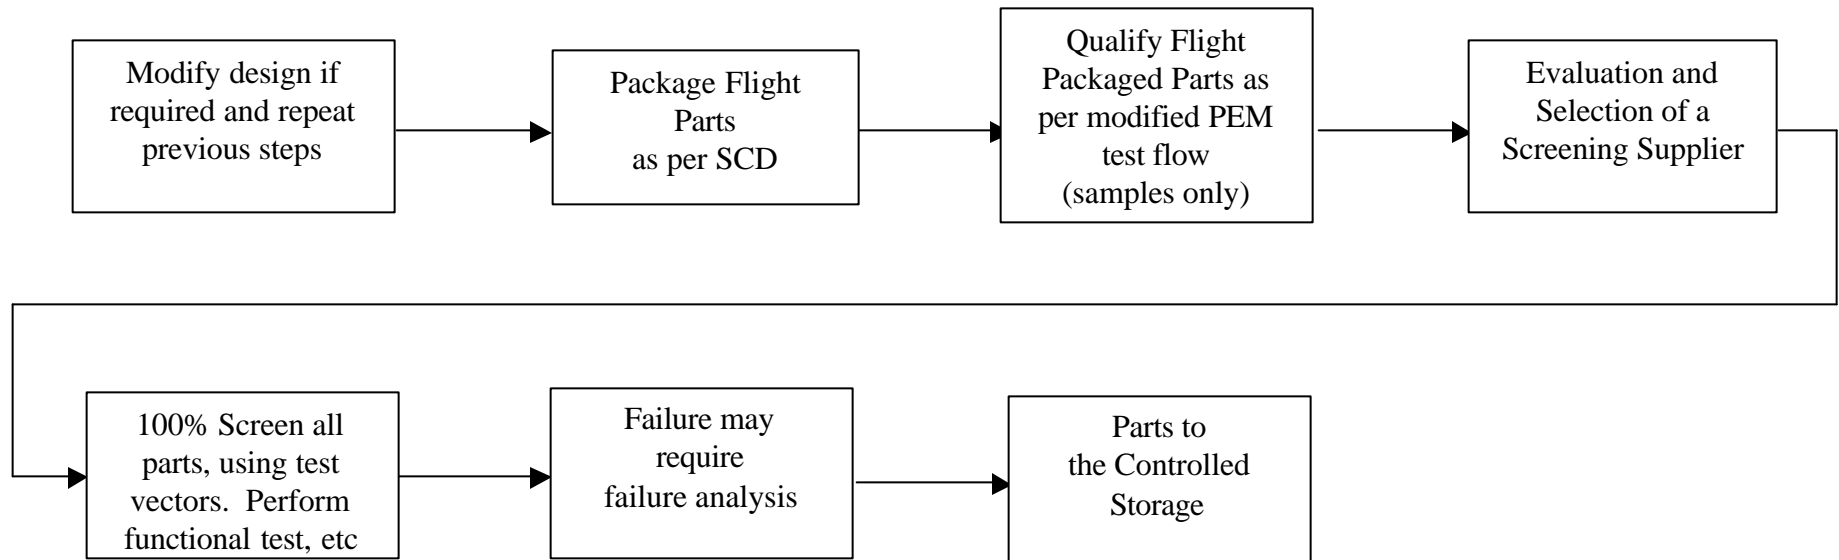 Modify design if
required and repeat
previous steps
Package Flight
Parts
as per SCD
Qualify Flight
Packaged Parts as
per modified PEM
test flow
(samples only)
Evaluation and
Selection of a
Screening Supplier
100% Screen all
parts, using test
vectors.  Perform
functional test, etc
Failure may
require
failure analysis
Parts to
the Controlled
Storage